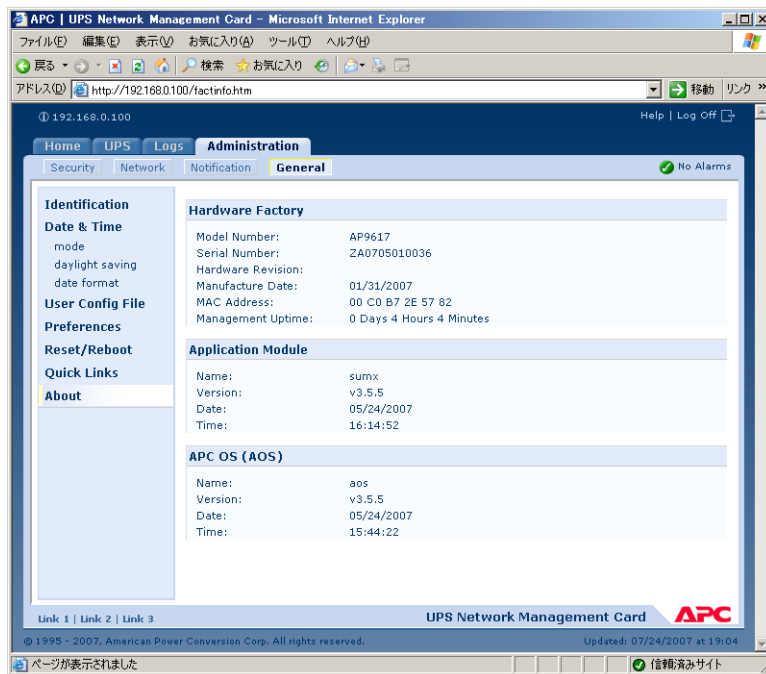 APC | UPS Network Management Card - Microsoft Internet Explorer
ファイル(F) 編集(E) 表示(V) お気に入り(A) ツール(T) ヘルプ(H)
戻る 検索 お気に入り
アドレス(D) http://192.168.0.100/factinfo.htm 移動 リンク »
192.168.0.100 Help | Log Off
Home UPS Logs Administration
Security Network Notification General No Alarms
Identification
Date & Time
mode
daylight saving
date format
User Config File
Preferences
Reset/Reboot
Quick Links
About
Hardware Factory
Model Number: AP9617
Serial Number: ZA0705010036
Hardware Revision:
Manufacture Date: 01/31/2007
MAC Address: 00 C0 B7 2E 57 82
Management Uptime: 0 Days 4 Hours 4 Minutes
Application Module
Name: sumx
Version: v3.5.5
Date: 05/24/2007
Time: 16:14:52
APC OS (AOS)
Name: aos
Version: v3.5.5
Date: 05/24/2007
Time: 15:44:22
Link 1 | Link 2 | Link 3 UPS Network Management Card APC
© 1995 - 2007, American Power Conversion Corp. All rights reserved. Updated: 07/24/2007 at 19:04
ページが表示されました 信頼済みサイト